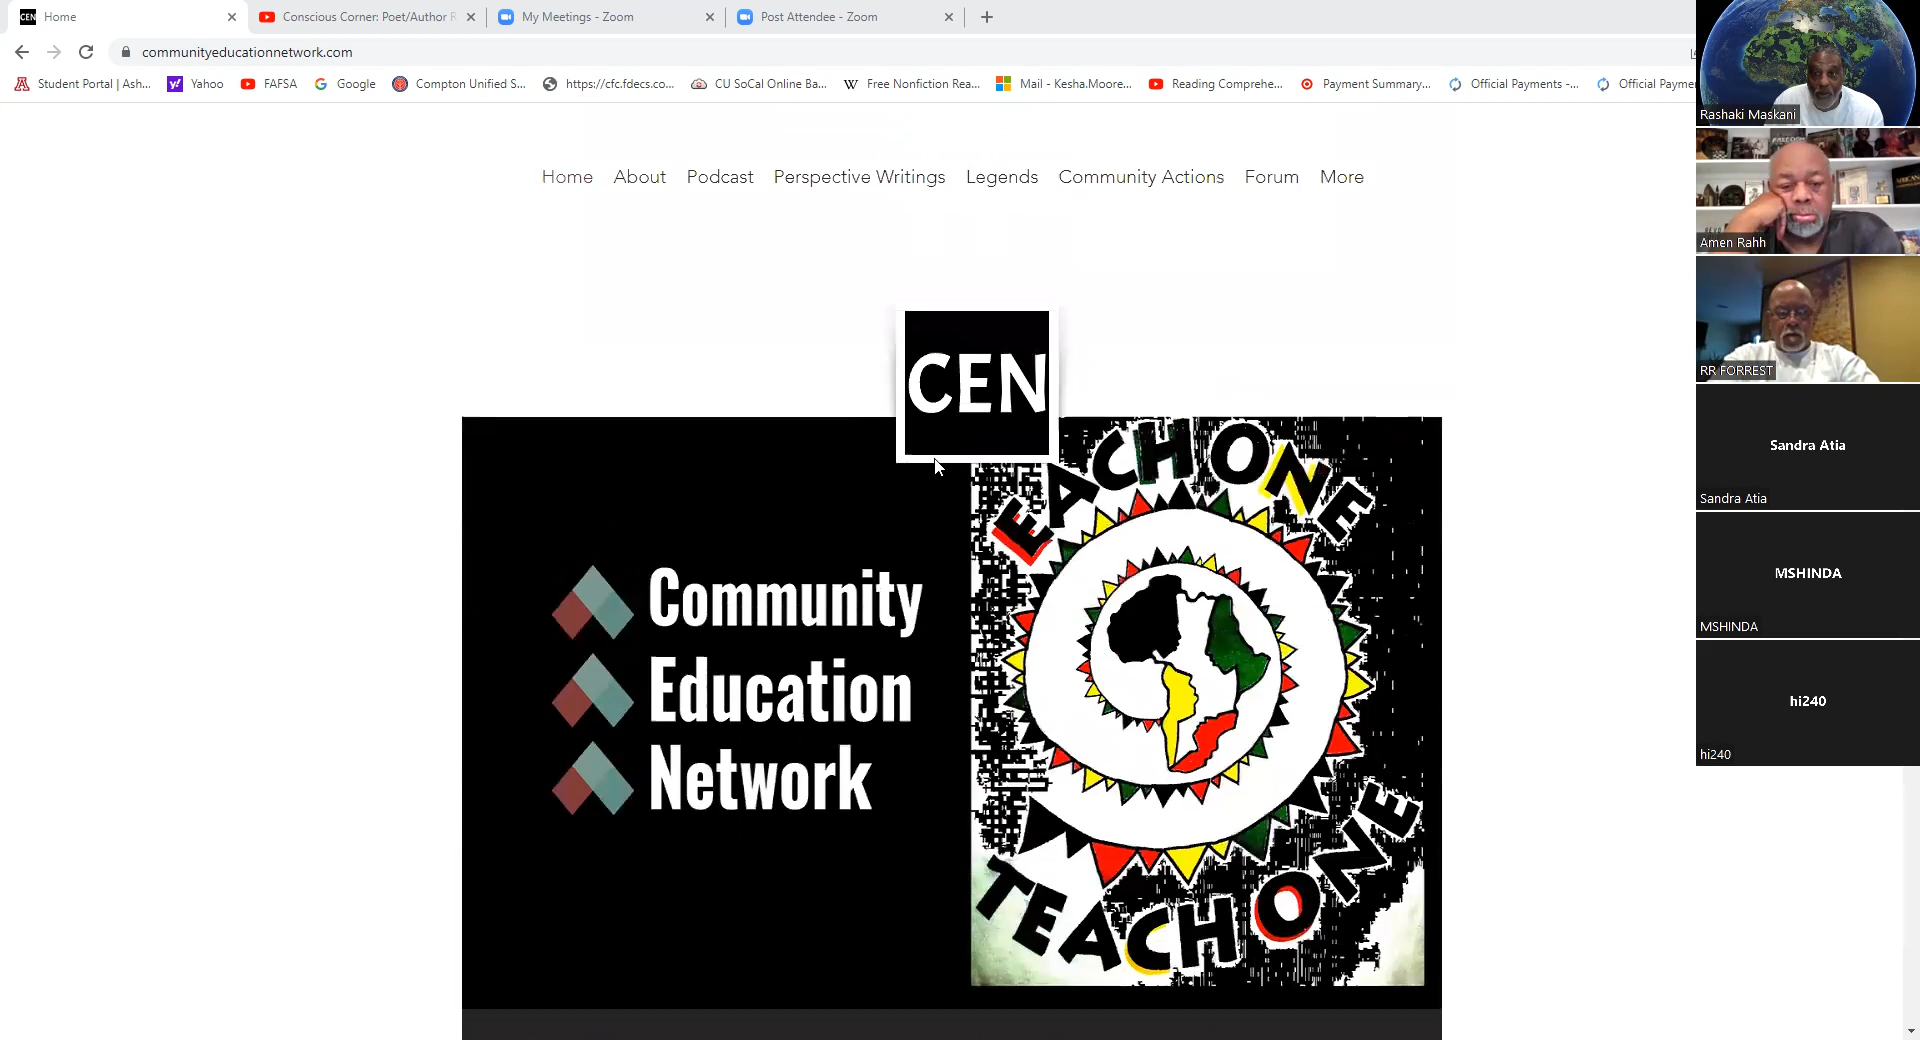 CEN Home
Conscious Corner: Poet/Author R
My Meetings - Zoom
Post Attendee - Zoom
communityeducationnetwork.com
Student Portal | Ash...
Yahoo
FAFSA
Google
Compton Unified S...
https://cfc.fdecs.co...
CU SoCal Online Ba...
Free Nonfiction Rea...
Mail - Kesha.Moore...
Reading Comprehe...
Payment Summary...
Official Payments -...
Official Payme
Home About Podcast Perspective Writings Legends Community Actions Forum More
CEN
Community
Education
Network
EACH ONE
TEACH ONE
Rashaki Maskani
Amen Rahh
RR FORREST
Sandra Atia
Sandra Atia
MSHINDA
MSHINDA
hi240
hi240